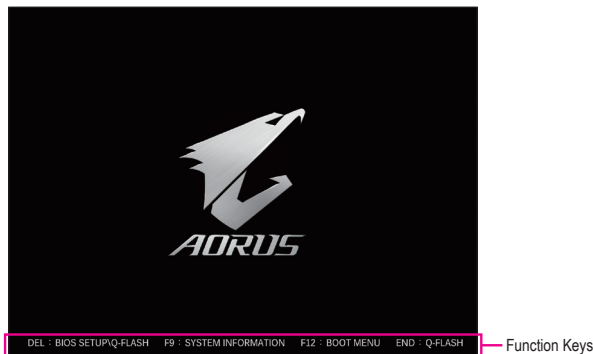 AORUS
DEL : BIOS SETUP\Q-FLASH F9 : SYSTEM INFORMATION F12 : BOOT MENU END : Q-FLASH
Function Keys